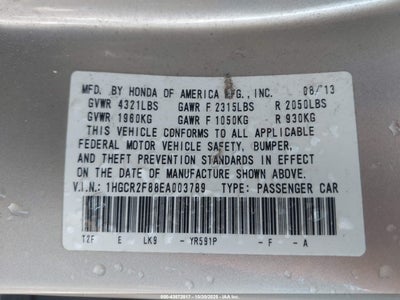 MFD. BY HONDA OF AMERICA MFG., INC. 08/13
GVWR 4321LBS GAWR F 2315LBS R 2050LBS
GVWR 1960KG GAWR F 1050KG R 930KG
THIS VEHICLE CONFORMS TO ALL APPLICABLE
FEDERAL MOTOR VEHICLE SAFETY, BUMPER,
AND THEFT PREVENTION STANDARDS IN EFFECT
ON THE DATE OF MANUFACTURE SHOWN ABOVE.
V.I.N.: 1HGCR2F88EA003789 TYPE: PASSENGER CAR
T2F E LK9 - YR591P - F - A